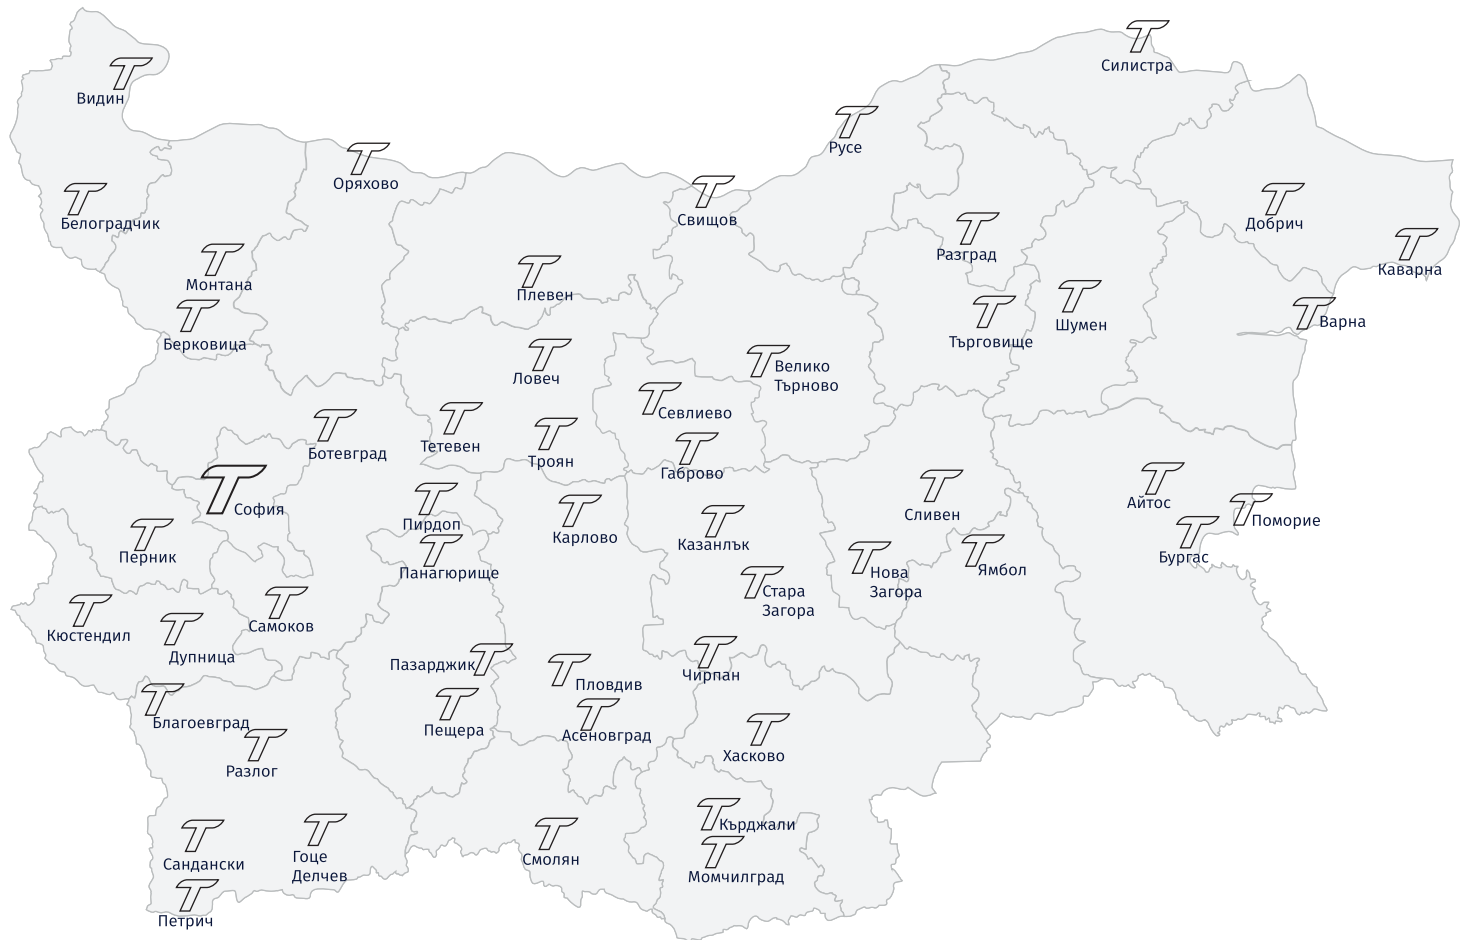 Силистра
Видин
Русе
Оряхово
Свищов
Белоградчик
Добрич
Разград
Каварна
Монтана
Плевен
Варна
Шумен
Търговище
Берковица
Велико
Търново
Ловеч
Севлиево
Тетевен
Ботевград
Троян
Габрово
Айтос
София
Сливен
Поморие
Пирдоп
Карлово
Казанлък
Перник
Бургас
Панагюрище
Ямбол
Нова
Загора
Стара
Загора
Самоков
Кюстендил
Дупница
Пазарджик
Чирпан
Пловдив
Благоевград
Пещера
Асеновград
Хасково
Разлог
Кърджали
Гоце
Делчев
Смолян
Сандански
Момчилград
Петрич